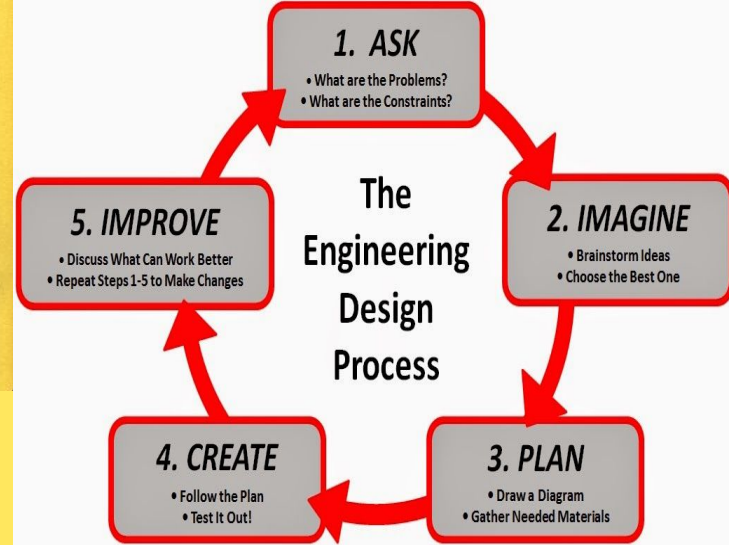 1. ASK
• What are the Problems?
• What are the Constraints?
The
Engineering
Design
Process
2. IMAGINE
• Brainstorm Ideas
• Choose the Best One
3. PLAN
• Draw a Diagram
• Gather Needed Materials
4. CREATE
• Follow the Plan
• Test It Out!
5. IMPROVE
• Discuss What Can Work Better
• Repeat Steps 1-5 to Make Changes